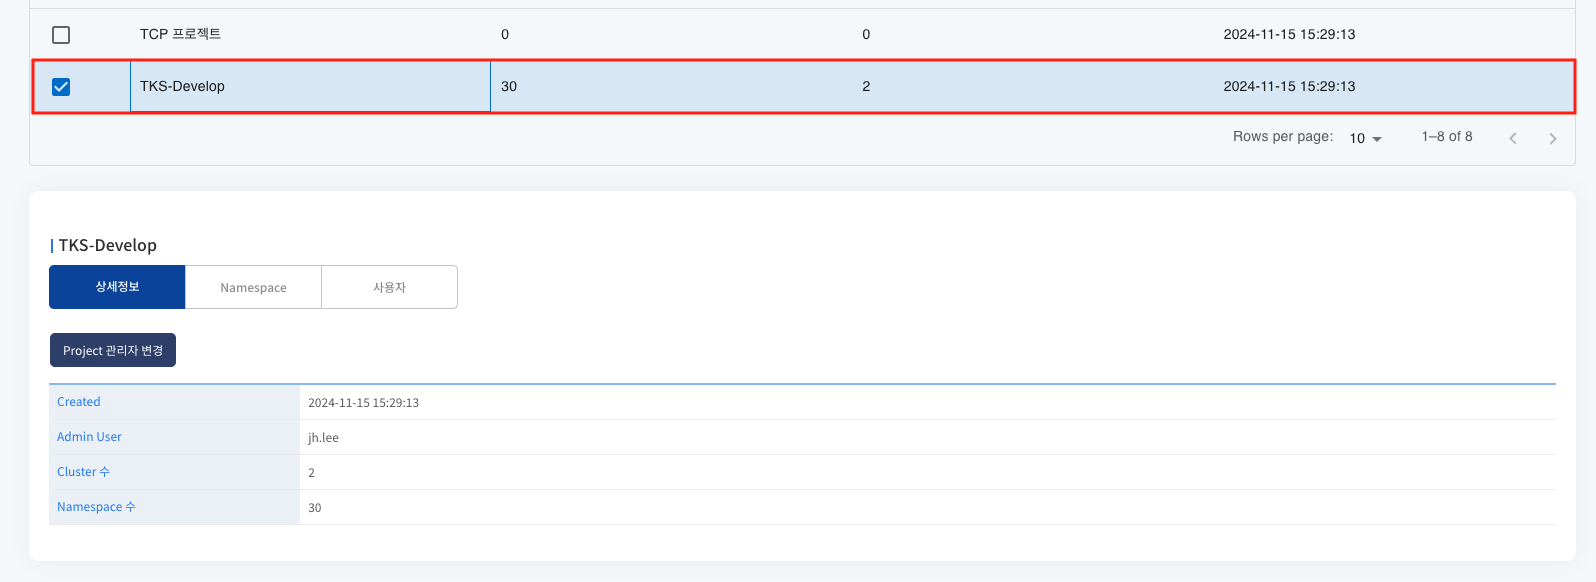 TCP 프로젝트 0 0 2024-11-15 15:29:13
TKS-Develop 30 2 2024-11-15 15:29:13
Rows per page: 10 1–8 of 8
TKS-Develop
상세정보 Namespace 사용자
Project 관리자 변경
Created 2024-11-15 15:29:13
Admin User jh.lee
Cluster 수 2
Namespace 수 30